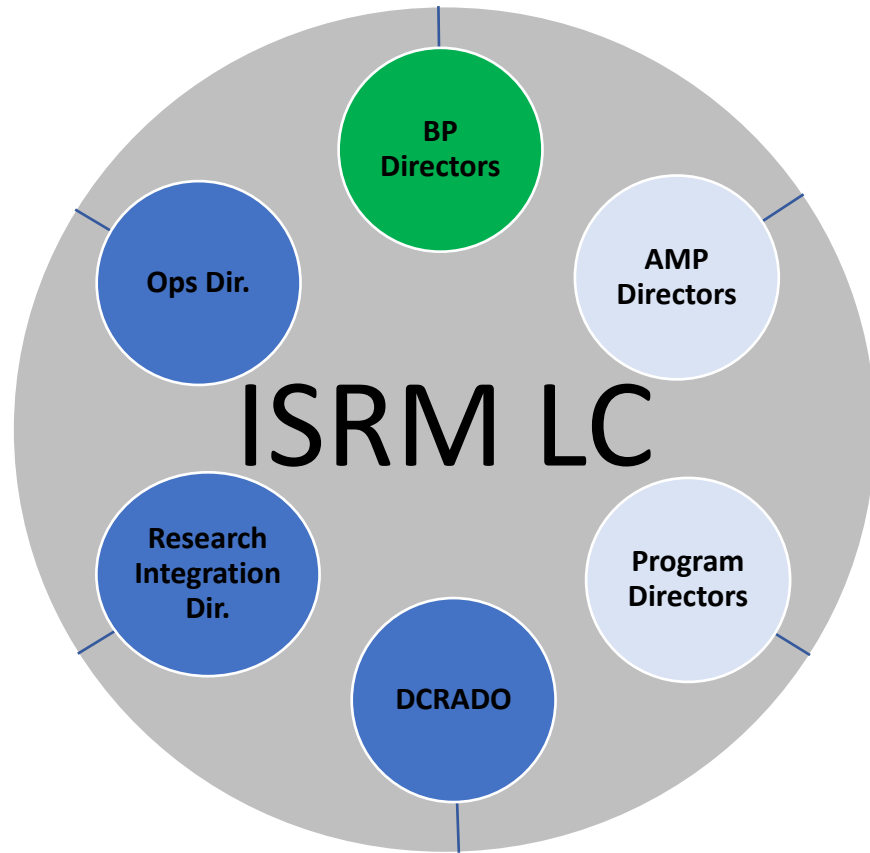 BP
Directors
Ops Dir.
AMP
Directors
ISRM LC
Research
Integration
Dir.
Program
Directors
DCRADO